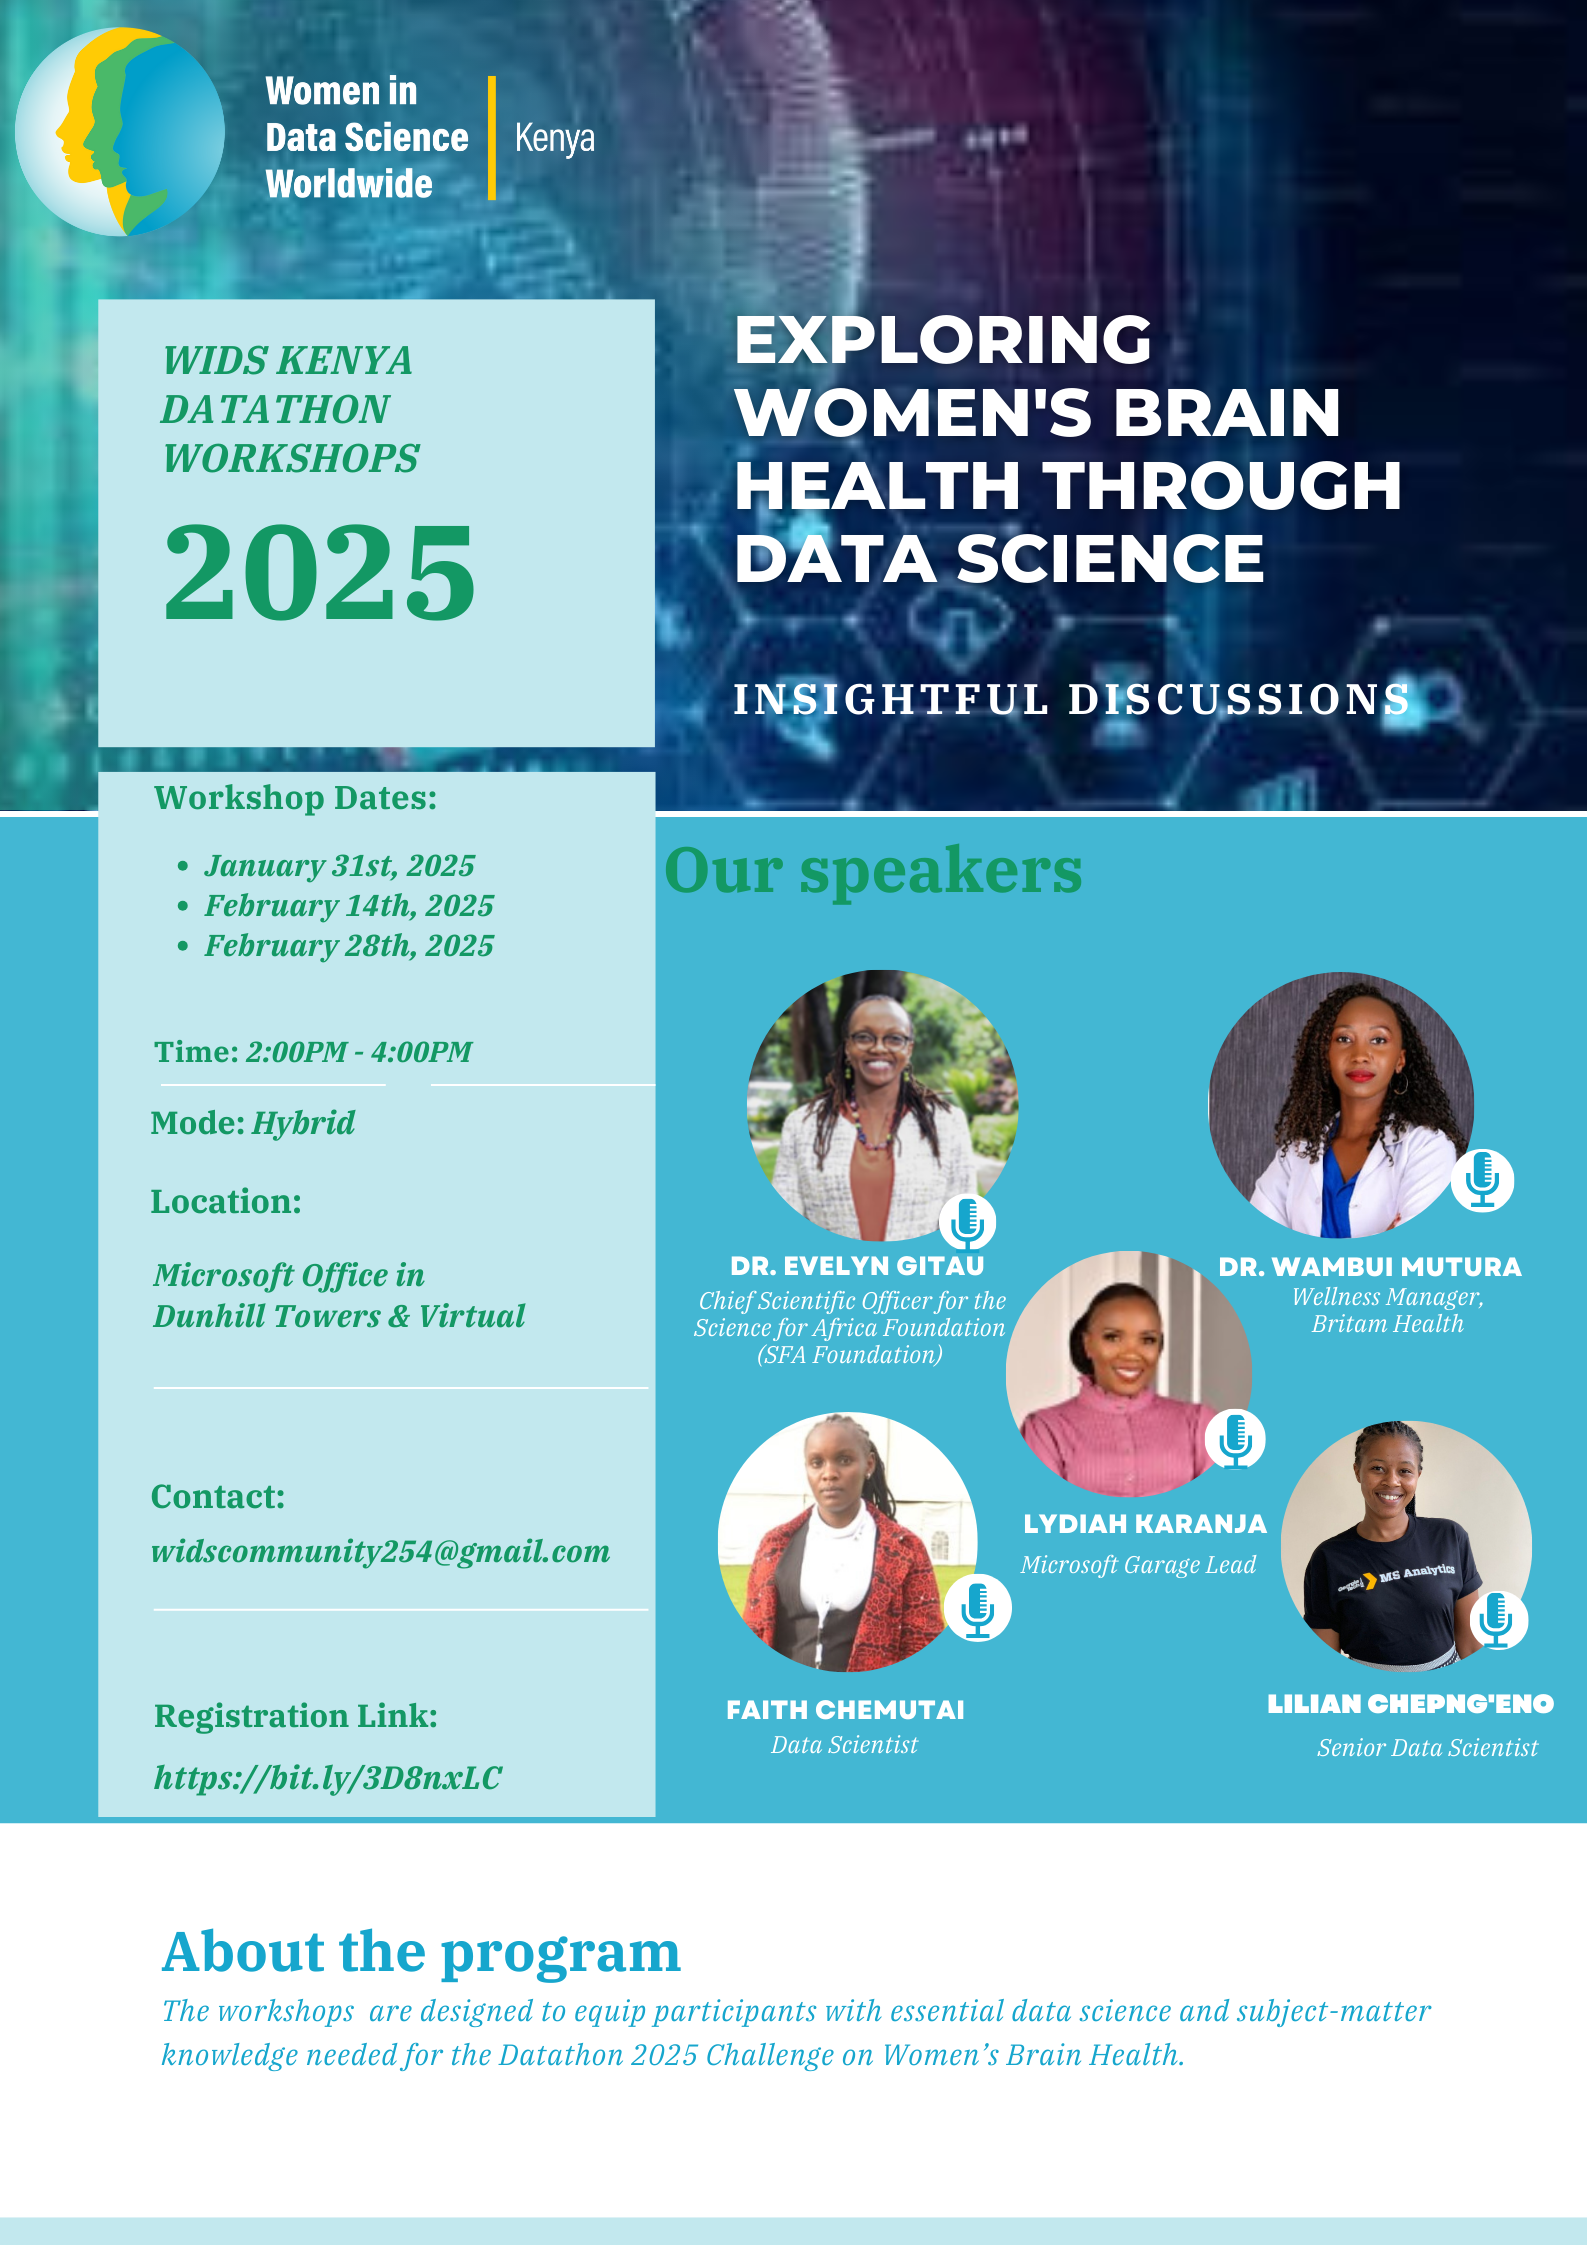 Women in
Data Science
Worldwide
Kenya
WIDS KENYA
DATATHON
WORKSHOPS
2025
EXPLORING
WOMEN'S BRAIN
HEALTH THROUGH
DATA SCIENCE
INSIGHTFUL DISCUSSIONS
Workshop Dates:
• January 31st, 2025
• February 14th, 2025
• February 28th, 2025
Time: 2:00PM - 4:00PM
Mode: Hybrid
Location:
Microsoft Office in
Dunhill Towers & Virtual
Contact:
widscommunity254@gmail.com
Registration Link:
https://bit.ly/3D8nxLC
Our speakers
DR. EVELYN GITAU
Chief Scientific Officer for the
Science for Africa Foundation
(SFA Foundation)
DR. WAMBUI MUTURA
Wellness Manager,
Britam Health
LYDIAH KARANJA
Microsoft Garage Lead
FAITH CHEMUTAI
Data Scientist
MS Analytics
LILIAN CHEPNG'ENO
Senior Data Scientist
About the program
The workshops  are designed to equip participants with essential data science and subject-matter
knowledge needed for the Datathon 2025 Challenge on Women’s Brain Health.